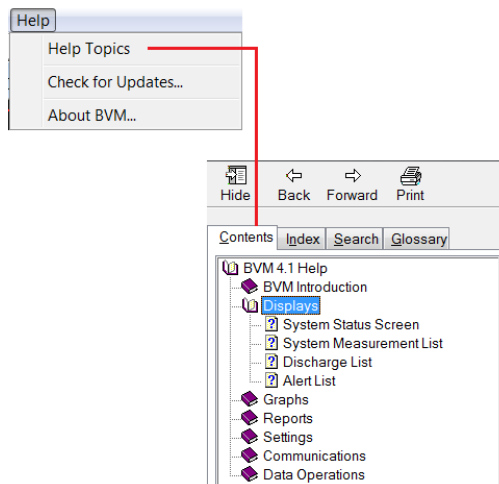 Help
Help Topics
Check for Updates...
About BVM...
Hide Back Forward Print
Contents Index Search Glossary
BVM 4.1 Help
BVM Introduction
Displays
System Status Screen
System Measurement List
Discharge List
Alert List
Graphs
Reports
Settings
Communications
Data Operations